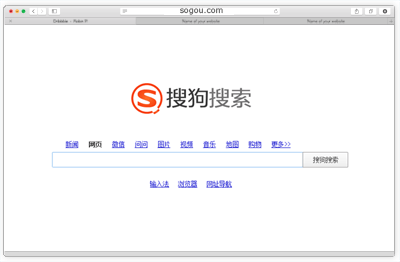 sogou.com
Dribbble - Rolex P.
Name of your website
Name of your website
搜狗搜索
新闻 网页 微信 问问 图片 视频 音乐 地图 购物 更多>>
搜狗搜索
输入法 浏览器 网址导航